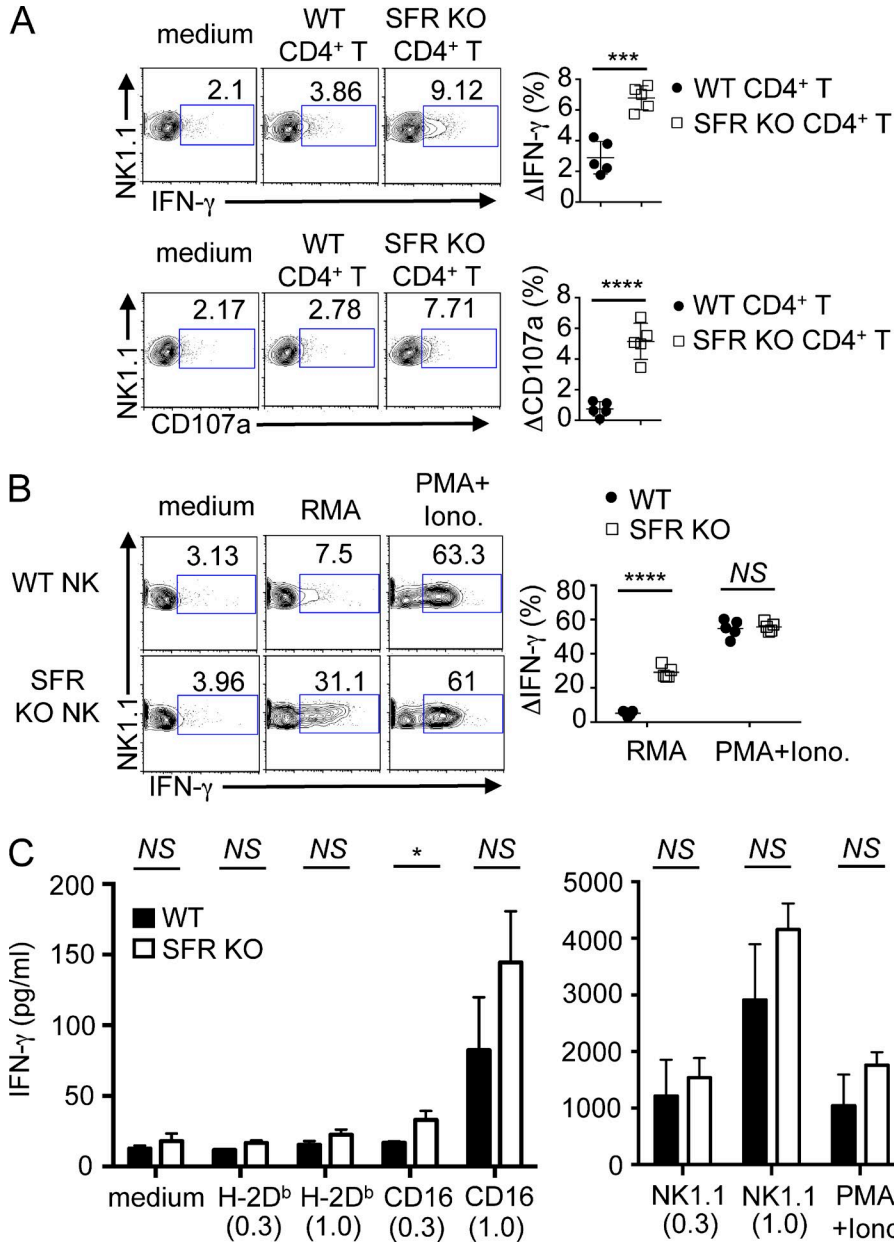 A
medium
WT
CD4⁺ T
SFR KO
CD4⁺ T
2.1
3.86
9.12
NK1.1
IFN-γ
***
8
6
4
2
0
ΔIFN-γ (%)
WT CD4⁺ T
SFR KO CD4⁺ T
medium
WT
CD4⁺ T
SFR KO
CD4⁺ T
2.17
2.78
7.71
NK1.1
CD107a
****
8
6
4
2
0
ΔCD107a (%)
WT CD4⁺ T
SFR KO CD4⁺ T
B
medium
RMA
PMA+
Iono.
WT NK
3.13
7.5
63.3
SFR
KO NK
3.96
31.1
61
NK1.1
IFN-γ
WT
SFR KO
****
NS
80
60
40
20
0
ΔIFN-γ (%)
RMA
PMA+Iono.
C
NS
NS
NS
*
NS
200
150
100
50
0
IFN-γ (pg/ml)
WT
SFR KO
medium
H-2Dᵇ
(0.3)
H-2Dᵇ
(1.0)
CD16
(0.3)
CD16
(1.0)
NS
NS
NS
5000
4000
3000
2000
1000
0
NK1.1
(0.3)
NK1.1
(1.0)
PMA
+Iono